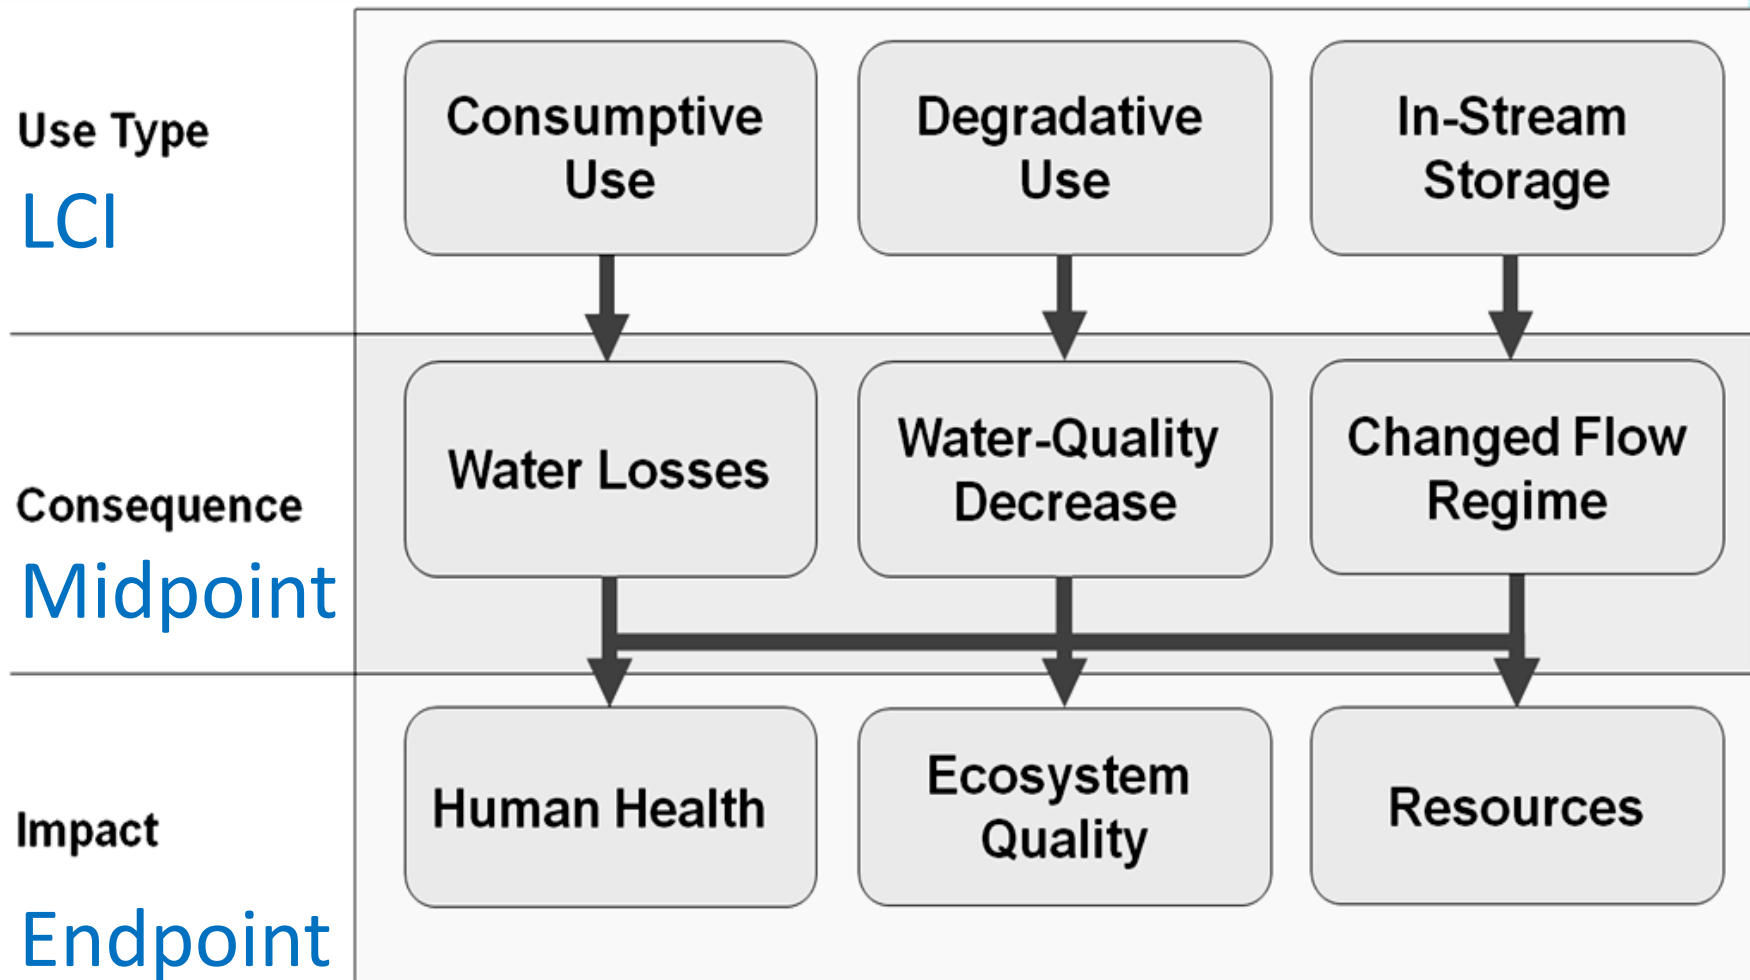 Use Type
LCI
Consumptive
Use
Degradative
Use
In-Stream
Storage
Consequence
Midpoint
Water Losses
Water-Quality
Decrease
Changed Flow
Regime
Impact
Endpoint
Human Health
Ecosystem
Quality
Resources